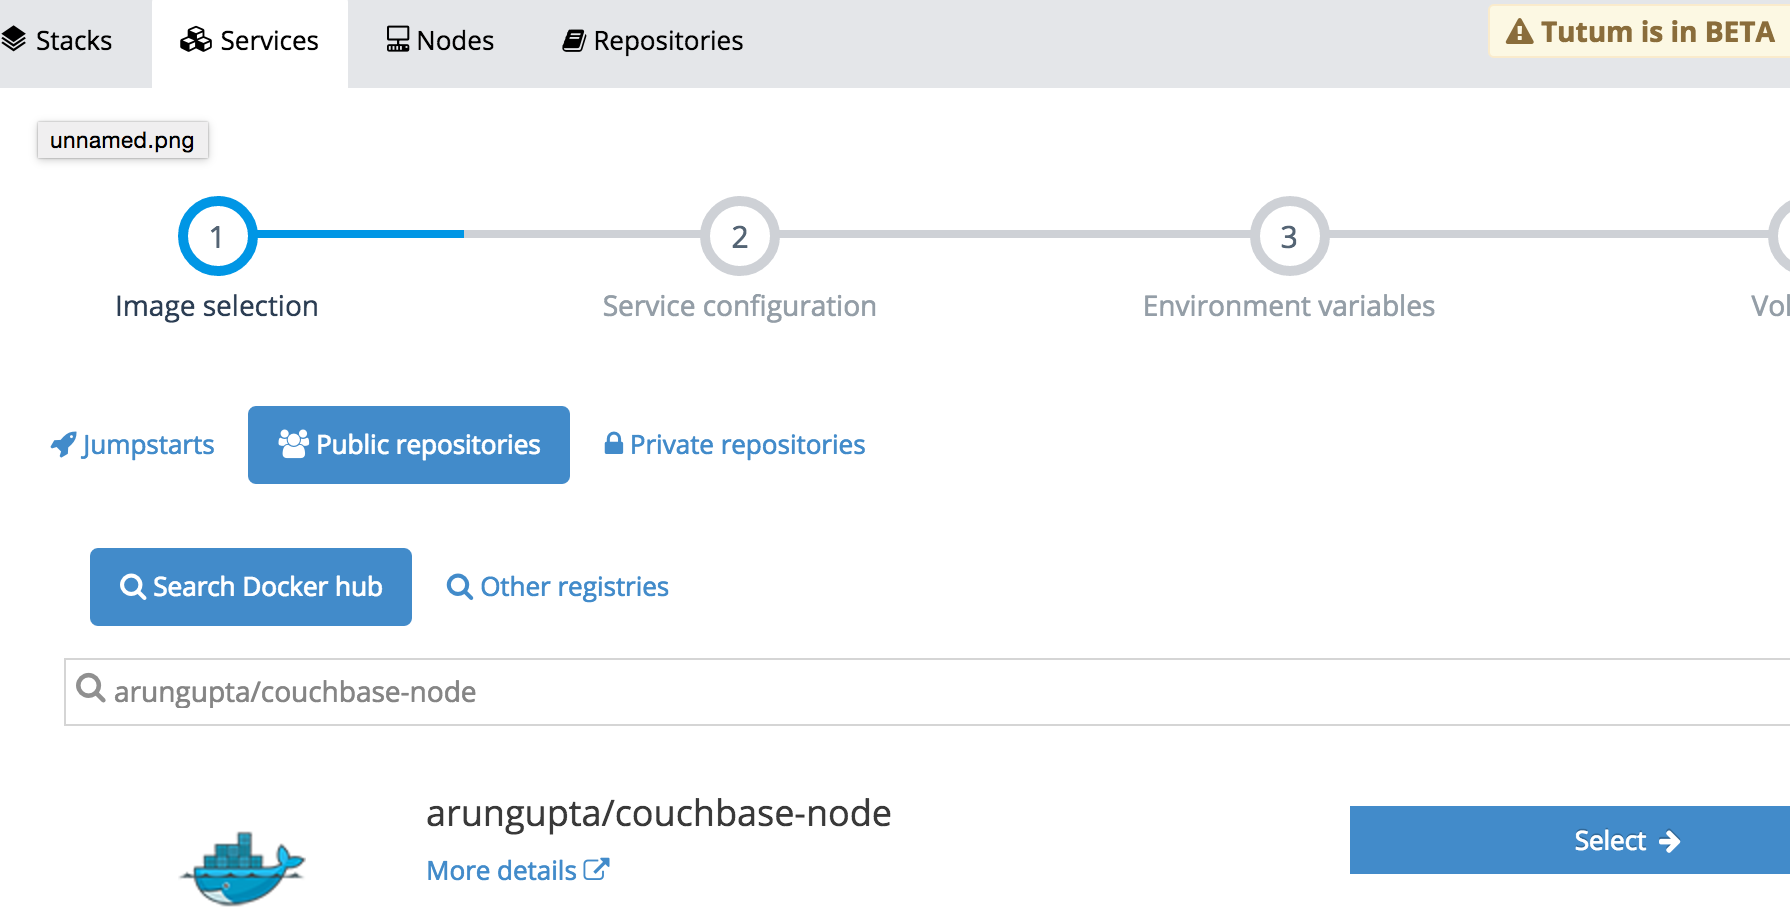 Stacks Services Nodes Repositories Tutum is in BETA
unnamed.png
1 2 3
Image selection Service configuration Environment variables Vol
Jumpstarts Public repositories Private repositories
Search Docker hub Other registries
arungupta/couchbase-node
arungupta/couchbase-node
Select
More details